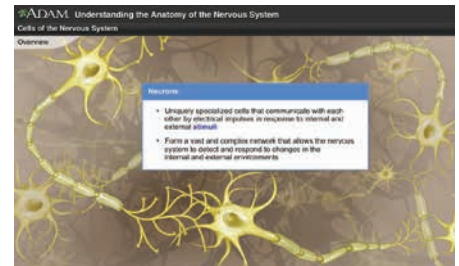 ADAM. Understanding the Anatomy of the Nervous System
Cells of the Nervous System
Overview
Neurons
• Uniquely specialized cells that communicate with each
other by electrical impulses in response to internal and
external stimuli
• Form a vast and complex network that allows the nervous
system to detect and respond to changes in the
internal and external environments